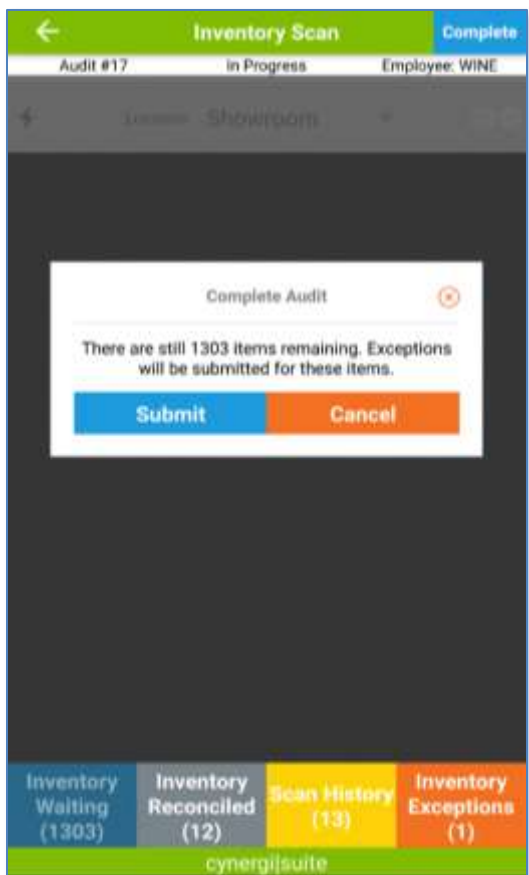 Inventory Scan
Complete
Audit #17
In Progress
Employee: WINE
Location
Showroom
Complete Audit
There are still 1303 items remaining. Exceptions
will be submitted for these items.
Submit
Cancel
Inventory
Waiting
(1303)
Inventory
Reconciled
(12)
Scan History
(13)
Inventory
Exceptions
(1)
cynergi|suite